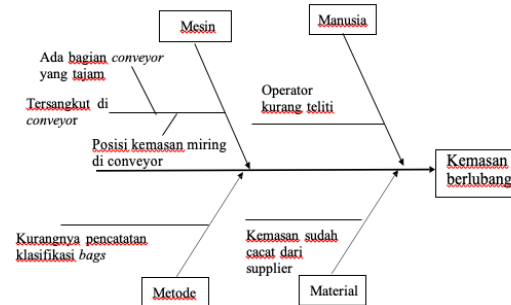 Mesin
Manusia
Ada bagian conveyor
yang tajam
Tersangkut di
conveyor
Posisi kemasan miring
di conveyor
Operator
kurang teliti
Kemasan
berlubang
Kurangnya pencatatan
klasifikasi bags
Kemasan sudah
cacat dari
supplier
Metode
Material